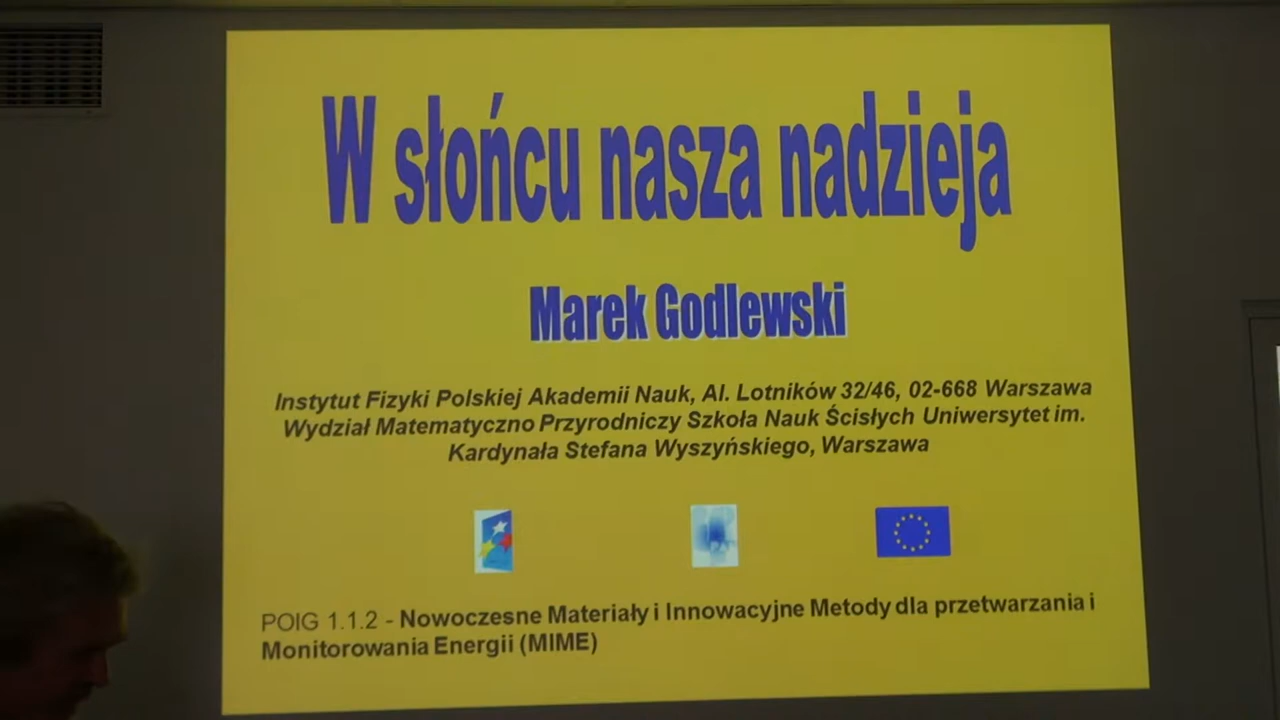 W słońcu nasza nadzieja
Marek Godlewski
Instytut Fizyki Polskiej Akademii Nauk, Al. Lotników 32/46, 02-668 Warszawa
Wydział Matematyczno Przyrodniczy Szkoła Nauk Ścisłych Uniwersytet im.
Kardynała Stefana Wyszyńskiego, Warszawa
POIG 1.1.2 - Nowoczesne Materiały i Innowacyjne Metody dla przetwarzania i
Monitorowania Energii (MIME)